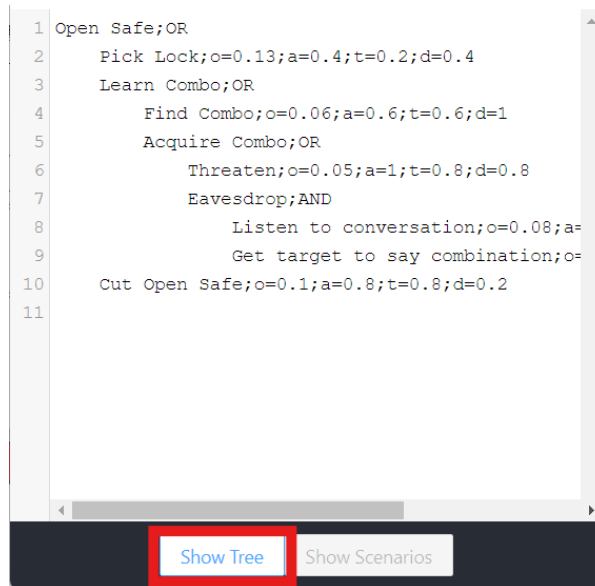 1 Open Safe;OR
2     Pick Lock;o=0.13;a=0.4;t=0.2;d=0.4
3     Learn Combo;OR
4         Find Combo;o=0.06;a=0.6;t=0.6;d=1
5         Acquire Combo;OR
6             Threaten;o=0.05;a=1;t=0.8;d=0.8
7             Eavesdrop;AND
8                 Listen to conversation;o=0.08;a=
9                 Get target to say combination;o=
10     Cut Open Safe;o=0.1;a=0.8;t=0.8;d=0.2
11
Show Tree Show Scenarios